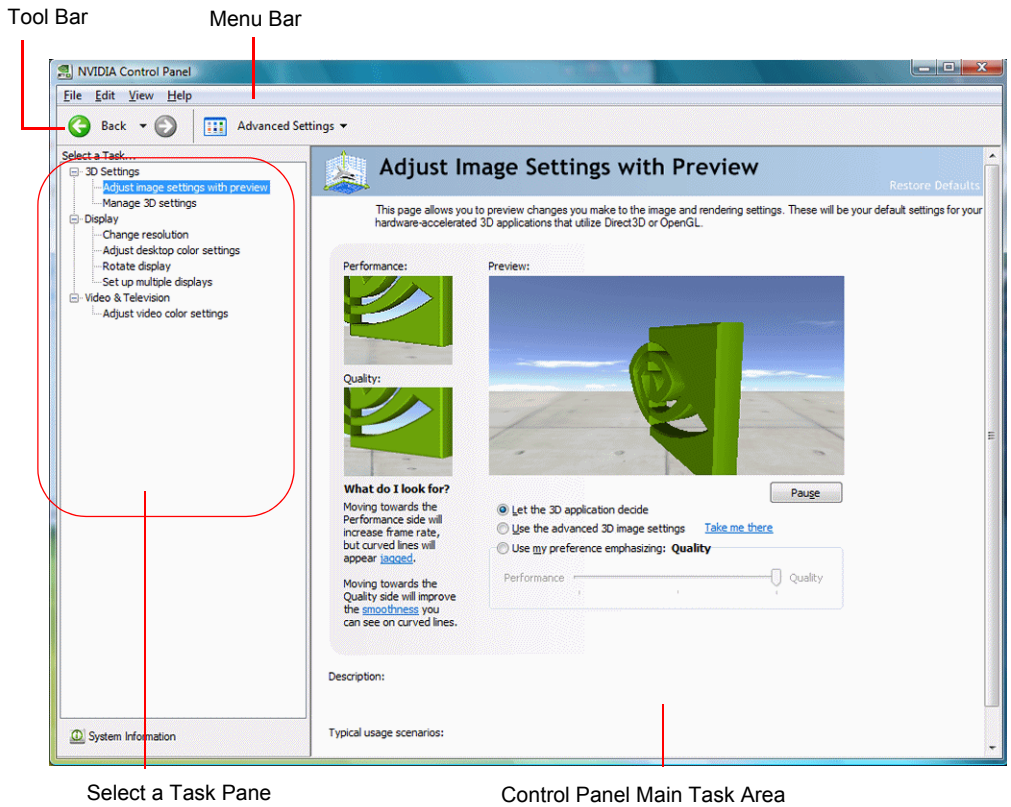 Tool Bar
Menu Bar
NVIDIA Control Panel
File Edit View Help
Back
Advanced Settings
Select a Task...
3D Settings
Adjust image settings with preview
Manage 3D settings
Display
Change resolution
Adjust desktop color settings
Rotate display
Set up multiple displays
Video & Television
Adjust video color settings
System Information
Adjust Image Settings with Preview
Restore Defaults
This page allows you to preview changes you make to the image and rendering settings. These will be your default settings for your
hardware-accelerated 3D applications that utilize Direct3D or OpenGL.
Performance:
Preview:
Quality:
What do I look for?
Moving towards the
Performance side will
increase frame rate,
but curved lines will
appear jagged.
Moving towards the
Quality side will improve
the smoothness you
can see on curved lines.
Pause
Let the 3D application decide
Use the advanced 3D image settings Take me there
Use my preference emphasizing: Quality
Performance Quality
Description:
Typical usage scenarios:
Select a Task Pane
Control Panel Main Task Area